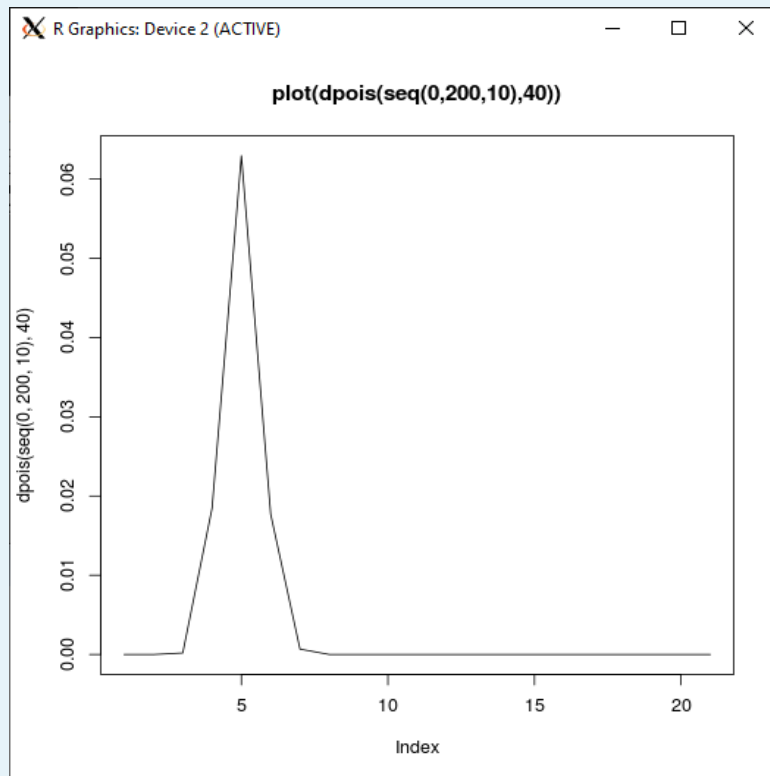 R Graphics: Device 2 (ACTIVE)
plot(dpois(seq(0,200,10),40))
dpois(seq(0, 200, 10), 40)
0.06
0.05
0.04
0.03
0.02
0.01
0.00
5 10 15 20
Index